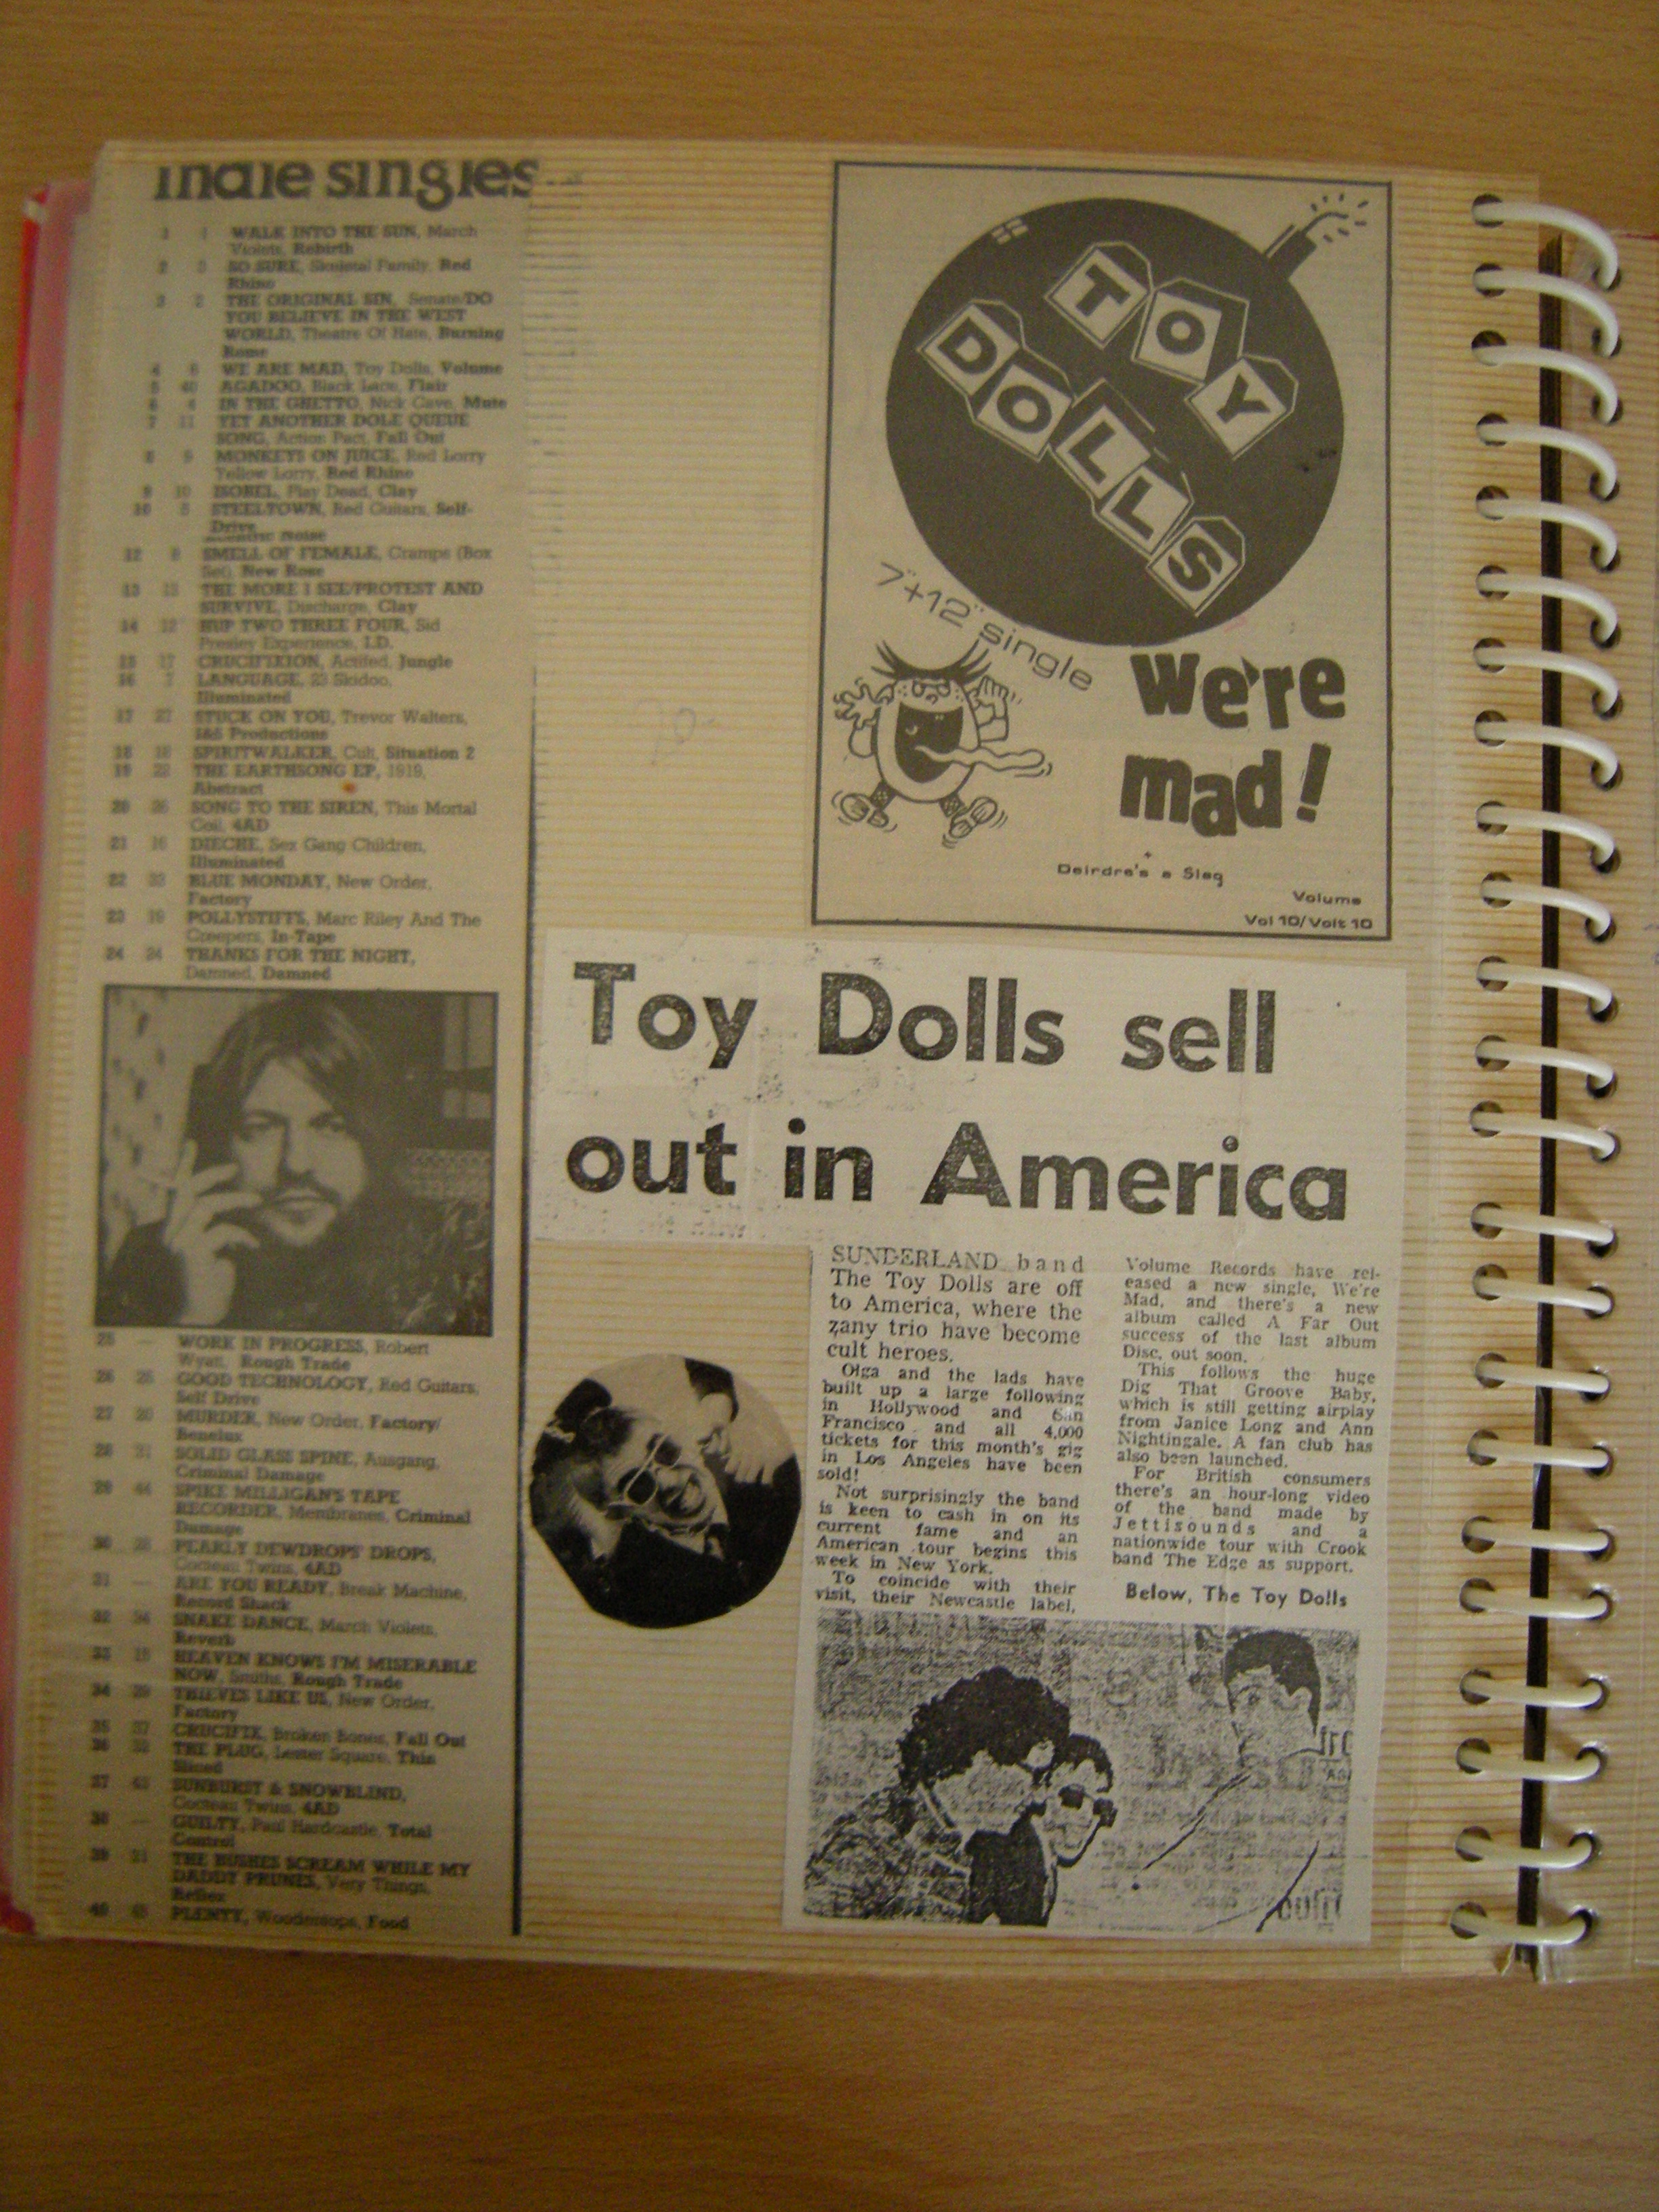 indie singles
1 1 WALK INTO THE SUN, March
Violets, Rebirth
2 3 SO SURE, Skeletal Family, Red
Rhino
3 2 THE ORIGINAL SIN, Senate/DO
YOU BELIEVE IN THE WEST
WORLD, Theatre Of Hate, Burning
Rome
4 6 WE ARE MAD, Toy Dolls, Volume
5 40 AGADOO, Black Lace, Flair
6 4 IN THE GHETTO, Nick Cave, Mute
7 11 YET ANOTHER DOLE QUEUE
SONG, Action Pact, Fall Out
8 9 MONKEYS ON JUICE, Red Lorry
Yellow Lorry, Red Rhine
9 10 ISOBEL, Play Dead, Clay
10 5 STEELTOWN, Red Guitars, Self-
Drive
Noise
12 8 SMELL OF FEMALE, Cramps (Box
Set) New Rose
13 13 THE MORE I SEE/PROTEST AND
SURVIVE, Discharge, Clay
14 12 HUP TWO THREE FOUR, Sid
Presley Experience, I.D.
15 17 CRUCIFIXION, Actifed, Jungle
16 7 LANGUAGE, 23 Skidoo,
Illuminated
17 27 STUCK ON YOU, Trevor Walters,
I&S Productions
18 18 SPIRITWALKER, Cult, Situation 2
19 22 THE EARTHSONG EP, 1919,
Abstract
20 26 SONG TO THE SIREN, This Mortal
Coil, 4AD
21 16 DIECHE, Sex Gang Children,
Illuminated
22 33 BLUE MONDAY, New Order,
Factory
23 19 POLLYSTIFFS, Marc Riley And The
Creepers, In-Tape
24 24 THANKS FOR THE NIGHT,
Damned, Damned
25 WORK IN PROGRESS, Robert
Wyatt, Rough Trade
26 25 GOOD TECHNOLOGY, Red Guitars,
Self Drive
27 20 MURDER, New Order, Factory/
Benelux
28 21 SOLID GLASS SPINE, Ausgang,
Criminal Damage
29 44 SPIKE MILLIGAN'S TAPE
RECORDER, Membranes, Criminal
Damage
30 PEARLY DEWDROPS' DROPS,
Cocteau Twins, 4AD
31 ARE YOU READY, Break Machine,
Record Shack
32 34 SNAKE DANCE, March Violets,
Rebirth
33 15 HEAVEN KNOWS I'M MISERABLE
NOW, Smiths, Rough Trade
34 29 THIEVES LIKE US, New Order,
Factory
35 37 CRUCIFIX, Broken Bones, Fall Out
36 THE PLUG, Lester Square, Thin
Sliced
37 43 SUNBURST & SNOWBLIND,
Cocteau Twins, 4AD
38 — GUILTY, Paul Hardcastle, Total
Control
39 THE BUSHES SCREAM WHILE MY
DADDY PRUNES, Very Things,
Reflex
40 PLENTY, Woodentops, Food
TOY
DOLLS
7"+12" single
We're
mad!
+
Deirdre's a Slag
Volume
Vol 10/Volt 10
Toy Dolls sell
out in America
SUNDERLAND band
The Toy Dolls are off
to America, where the
zany trio have become
cult heroes.
Olga and the lads have
built up a large following
in Hollywood and San
Francisco and all 4,000
tickets for this month's gig
in Los Angeles have been
sold!
Not surprisingly the band
is keen to cash in on its
current fame and an
American tour begins this
week in New York.
To coincide with their
visit, their Newcastle label,
Volume Records have rel-
eased a new single, We're
Mad, and there's a new
album called A Far Out
success of the last album
Disc, out soon.
This follows the huge
Dig That Groove Baby,
which is still getting airplay
from Janice Long and Ann
Nightingale. A fan club has
also been launched.
For British consumers
there's an hour-long video
of the band made by
Jettisounds and a
nationwide tour with Crook
band The Edge as support.
Below, The Toy Dolls